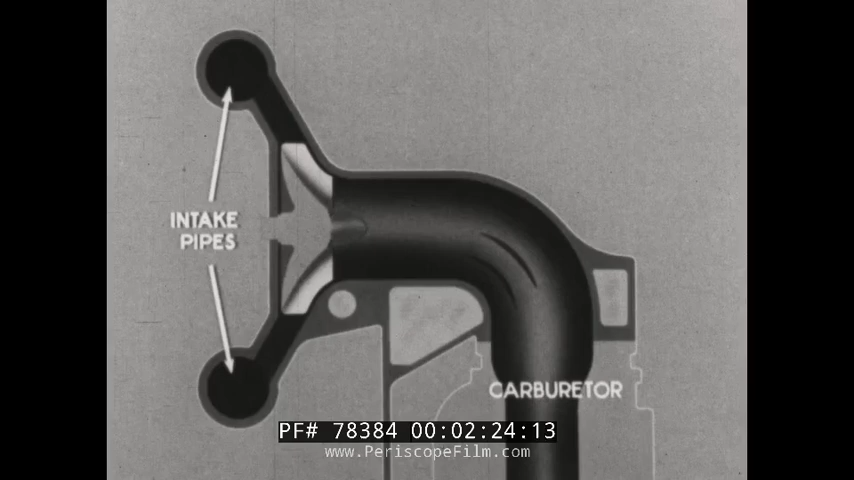 INTAKE
PIPES
CARBURETOR
PF# 78384 00:02:24:13
www.PeriscopeFilm.com